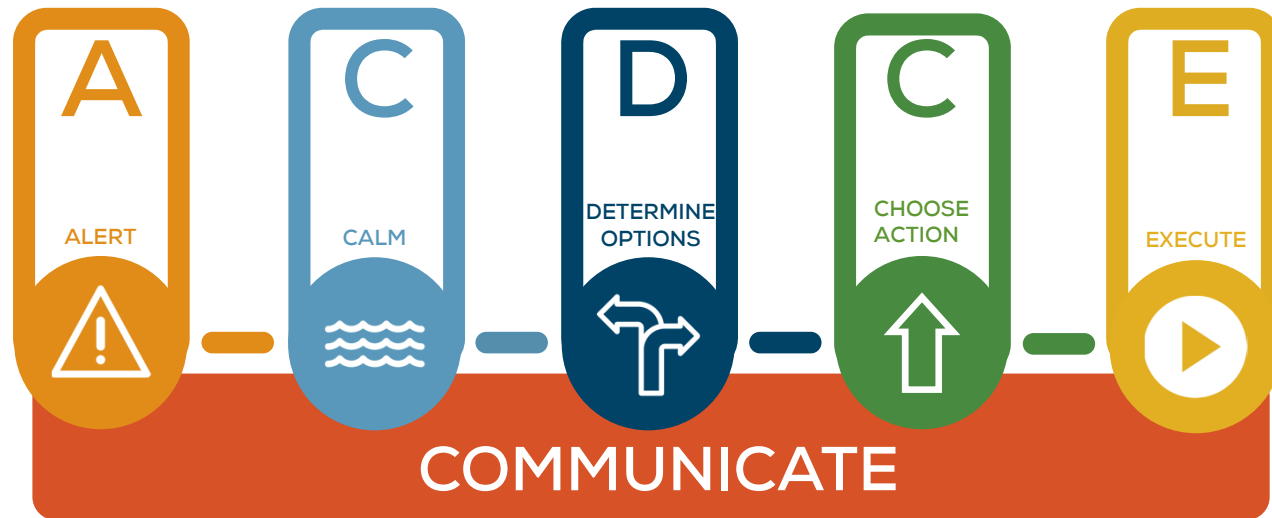 A
C
D
C
E
ALERT
CALM
DETERMINE
OPTIONS
CHOOSE
ACTION
EXECUTE
COMMUNICATE